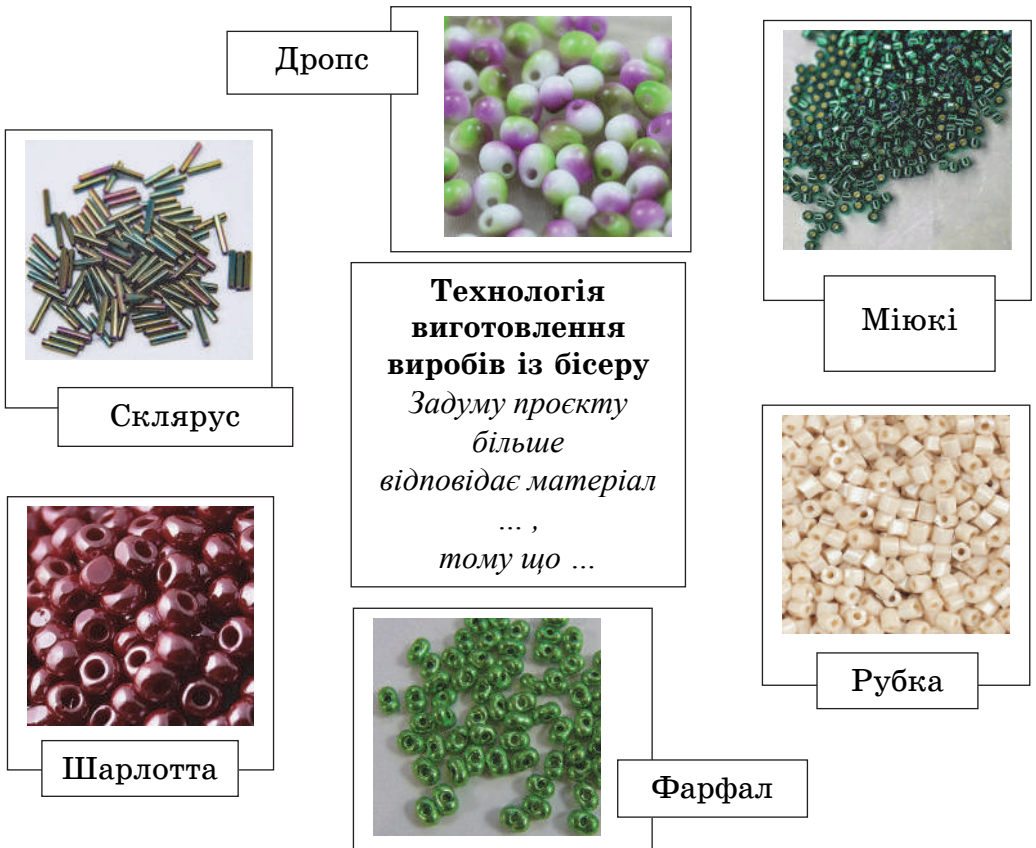 Дропс
Міюкі
Склярус
Технологія
виготовлення
виробів із бісеру
Задуму проєкту
більше
відповідає матеріал
... ,
тому що ...
Рубка
Шарлотта
Фарфал